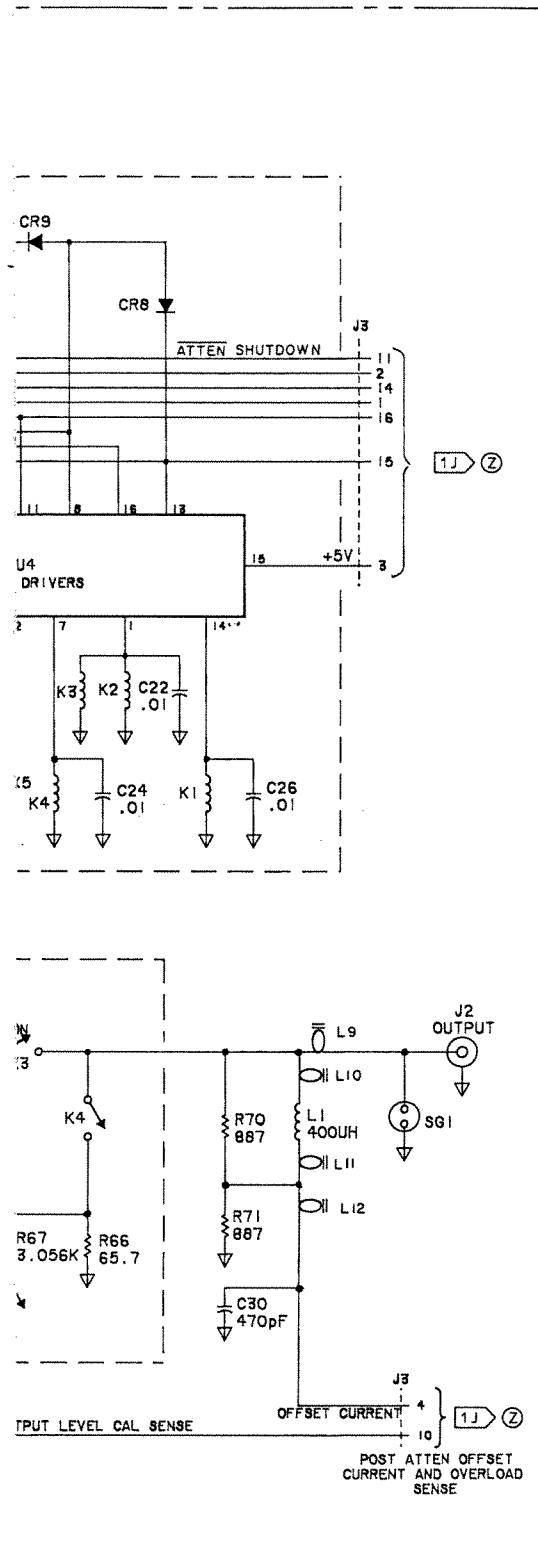 CR9
CR8
J3
ATTEN SHUTDOWN
11
2
14
1
16
15
1J Z
11 8 16 13
U4
DRIVERS
15
+5V
3
2 7 1 14
K3 K2 C22
.01
K5
K4
C24
.01
K1
C26
.01
J2
OUTPUT
ON
K3
L9
L10
K4
R70
887
L1
400UH
SG1
L11
L12
R71
887
R67
3.056K
R66
65.7
C30
470pF
J3
OFFSET CURRENT
4
1J Z
TPUT LEVEL CAL SENSE
10
POST ATTEN OFFSET
CURRENT AND OVERLOAD
SENSE